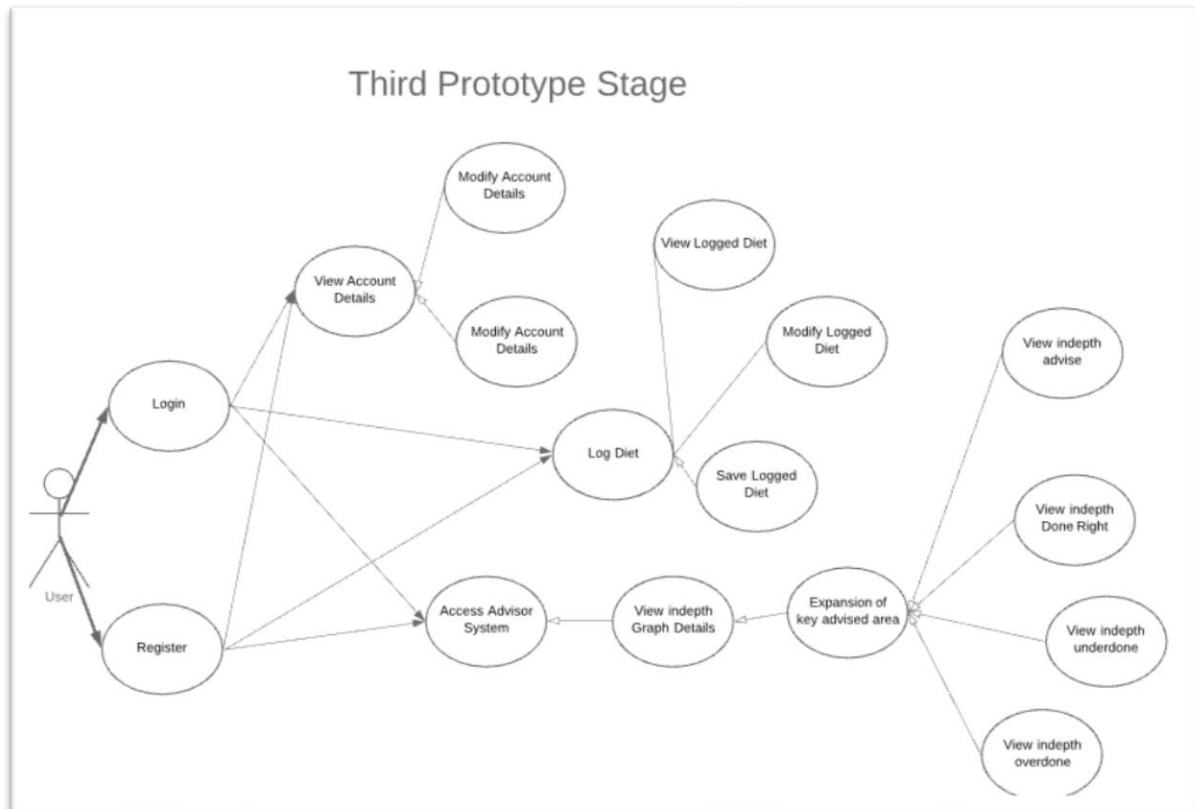 Third Prototype Stage
Modify Account
Details
View Account
Details
Modify Account
Details
View Logged Diet
Modify Logged
Diet
View indepth
advise
Login
Log Diet
Save Logged
Diet
View indepth
Done Right
User
Register
Access Advisor
System
View indepth
Graph Details
Expansion of
key advised area
View indepth
underdone
View indepth
overdone